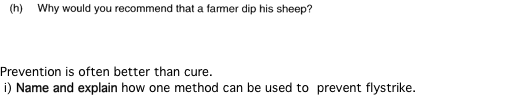 (h) Why would you recommend that a farmer dip his sheep?
Prevention is often better than cure.
i) Name and explain how one method can be used to prevent flystrike.